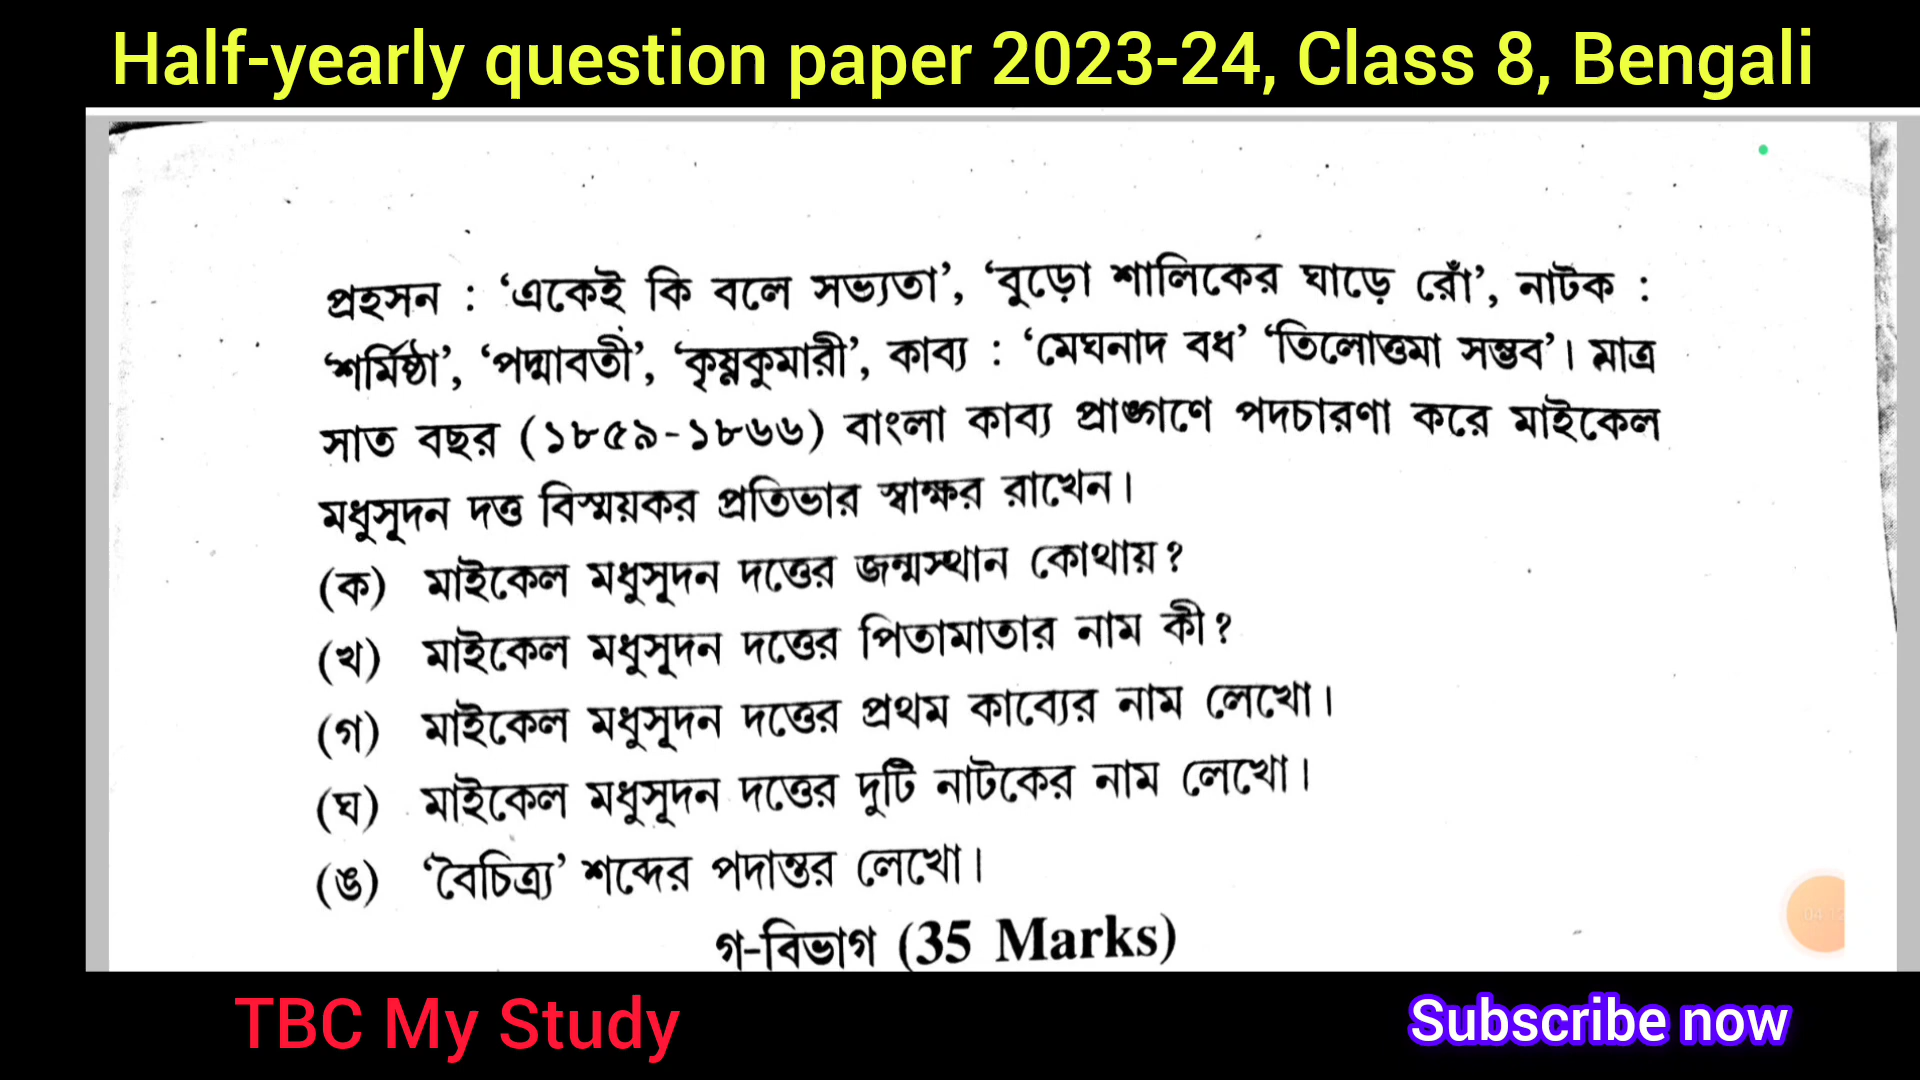 Half-yearly question paper 2023-24, Class 8, Bengali
প্রহসন : ‘একেই কি বলে সভ্যতা’, ‘বুড়ো শালিকের ঘাড়ে রোঁ’, নাটক :
‘শর্মিষ্ঠা’, ‘পদ্মাবতী’, ‘কৃষ্ণকুমারী’, কাব্য : ‘মেঘনাদ বধ’ ‘তিলোত্তমা সম্ভব’। মাত্র
সাত বছর (১৮৫৯-১৮৬৬) বাংলা কাব্য প্রাঙ্গণে পদচারণা করে মাইকেল
মধুসূদন দত্ত বিস্ময়কর প্রতিভার স্বাক্ষর রাখেন।
(ক) মাইকেল মধুসূদন দত্তের জন্মস্থান কোথায়?
(খ) মাইকেল মধুসূদন দত্তের পিতামাতার নাম কী?
(গ) মাইকেল মধুসূদন দত্তের প্রথম কাব্যের নাম লেখো।
(ঘ) মাইকেল মধুসূদন দত্তের দুটি নাটকের নাম লেখো।
(ঙ) ‘বৈচিত্র্য’ শব্দের পদান্তর লেখো।
গ-বিভাগ (35 Marks)
TBC My Study
Subscribe now